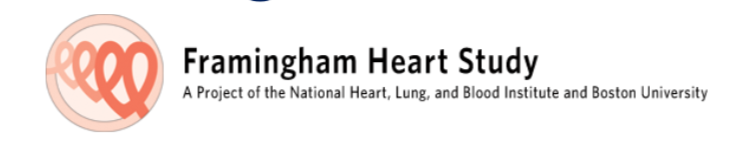 Framingham Heart Study
A Project of the National Heart, Lung, and Blood Institute and Boston University